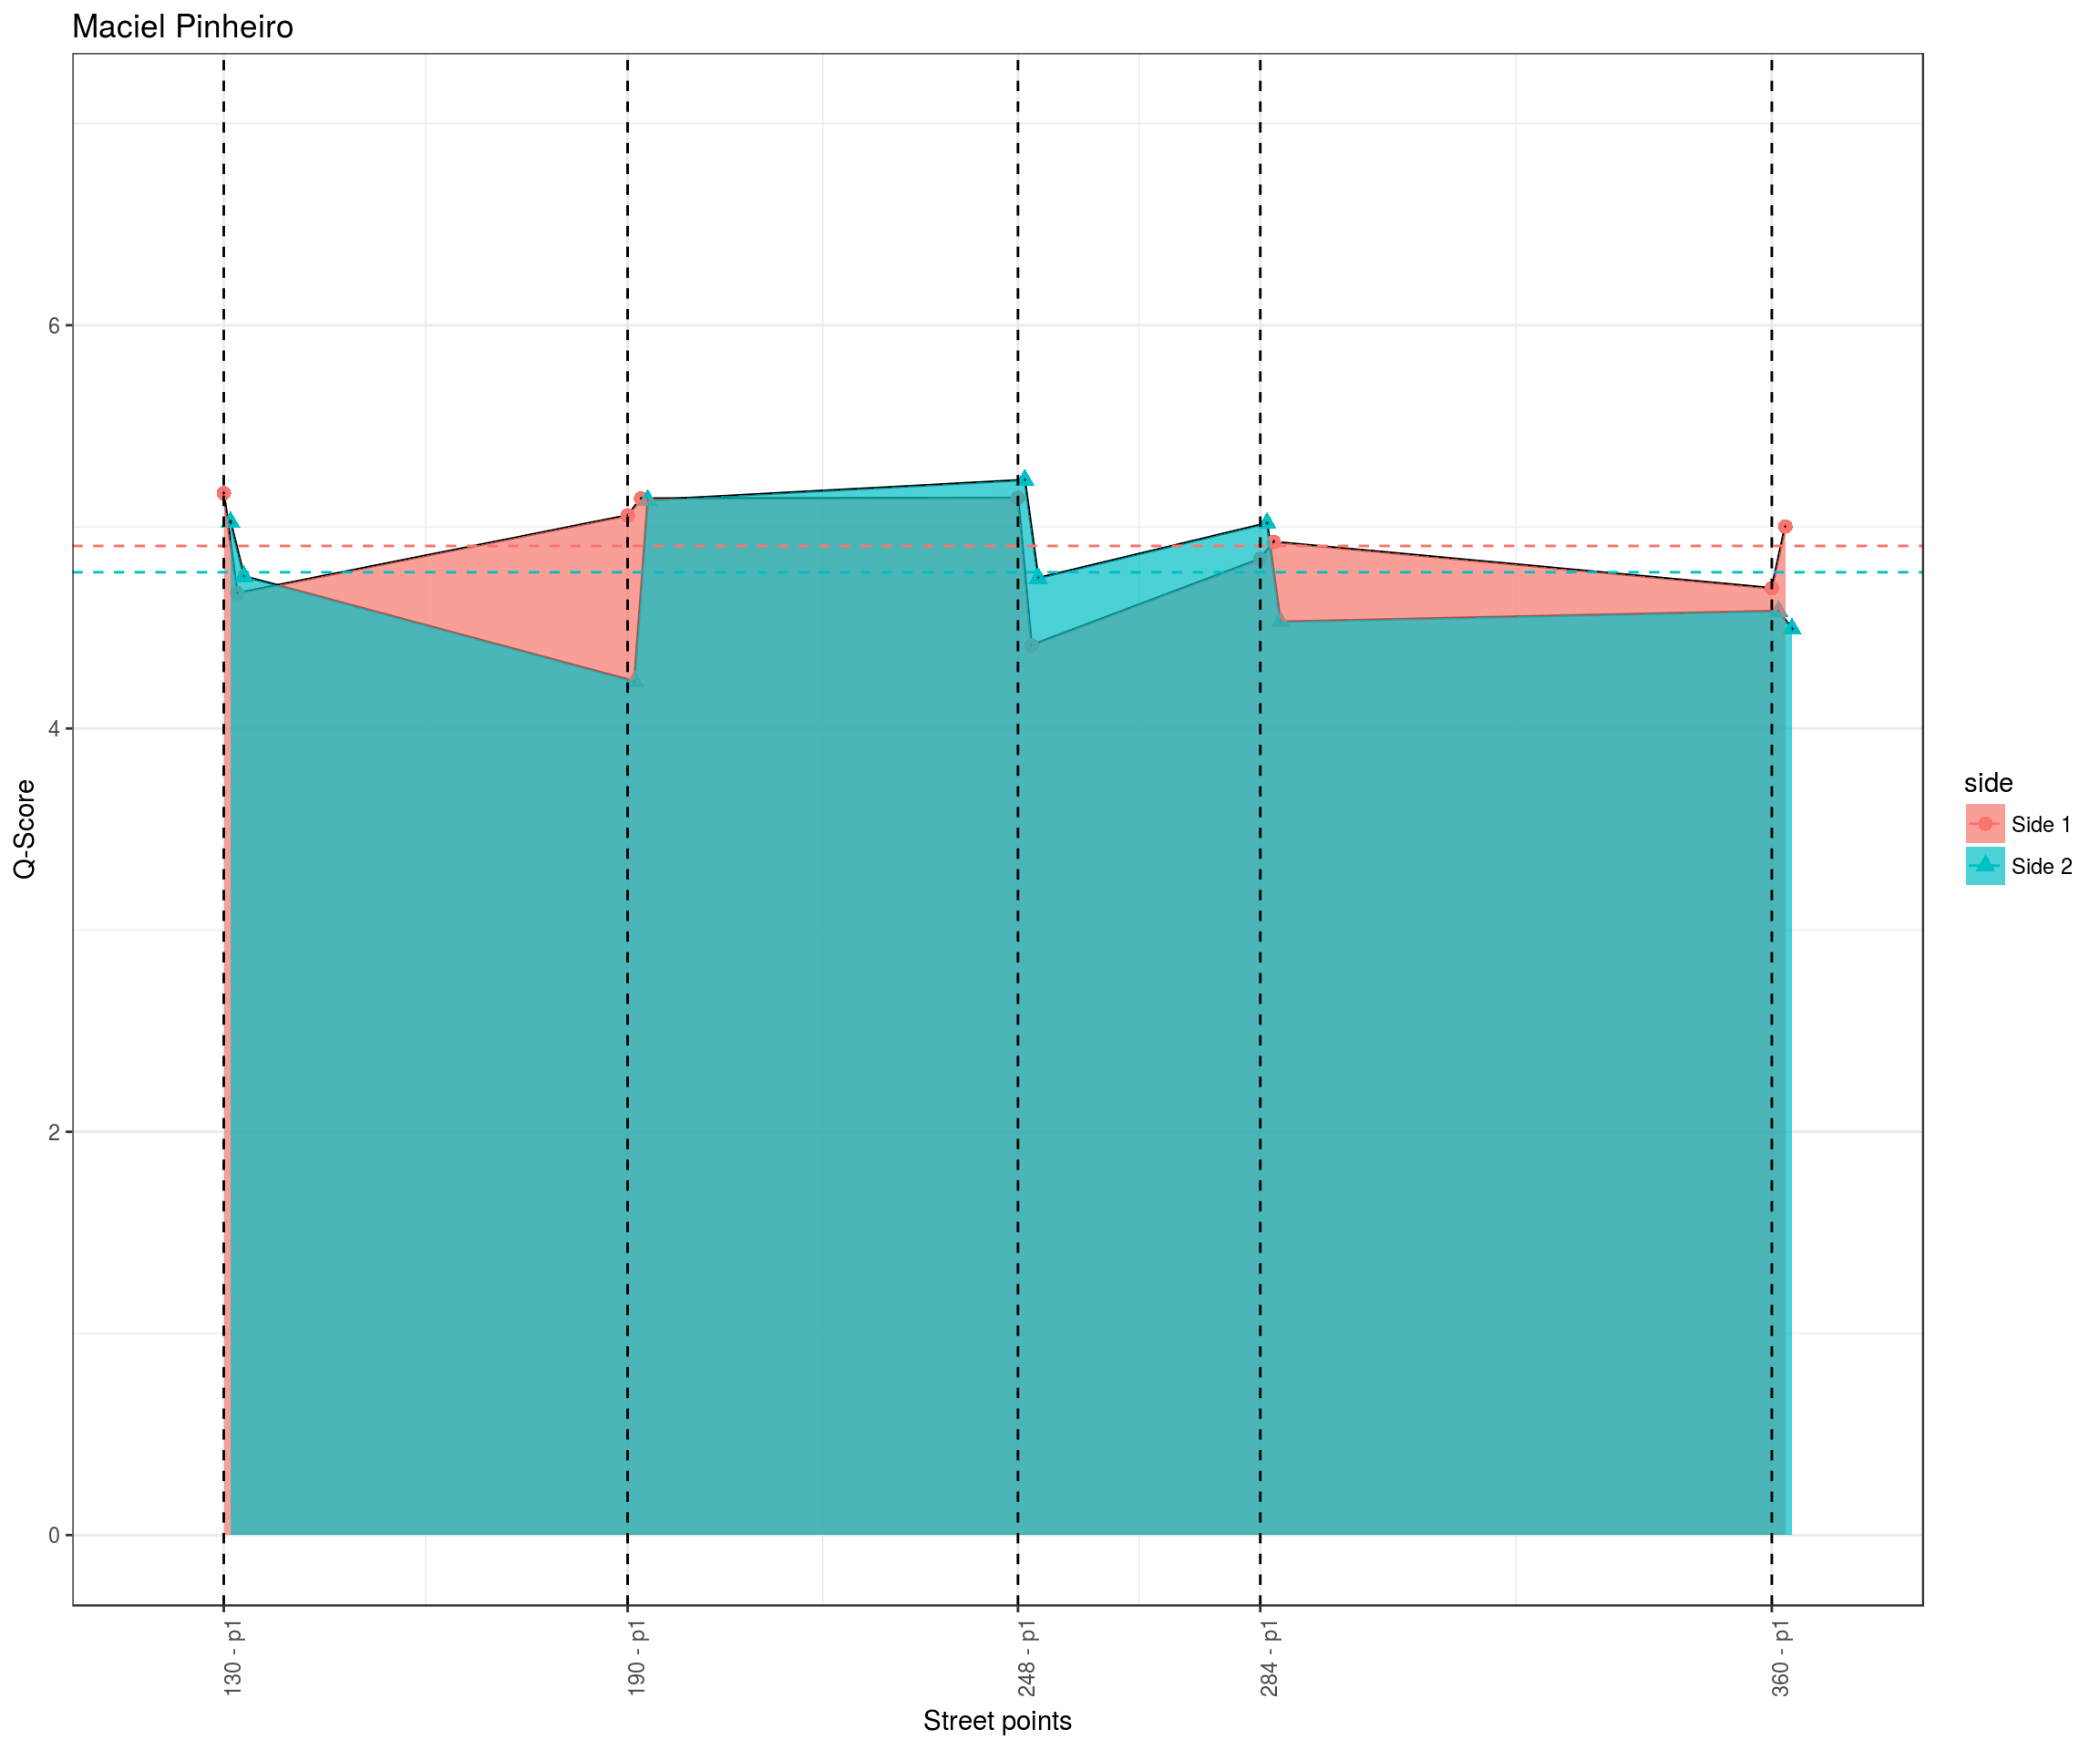 Maciel Pinheiro
6
4
2
0
Q-Score
130 - p1
190 - p1
248 - p1
284 - p1
360 - p1
Street points
side
Side 1
Side 2